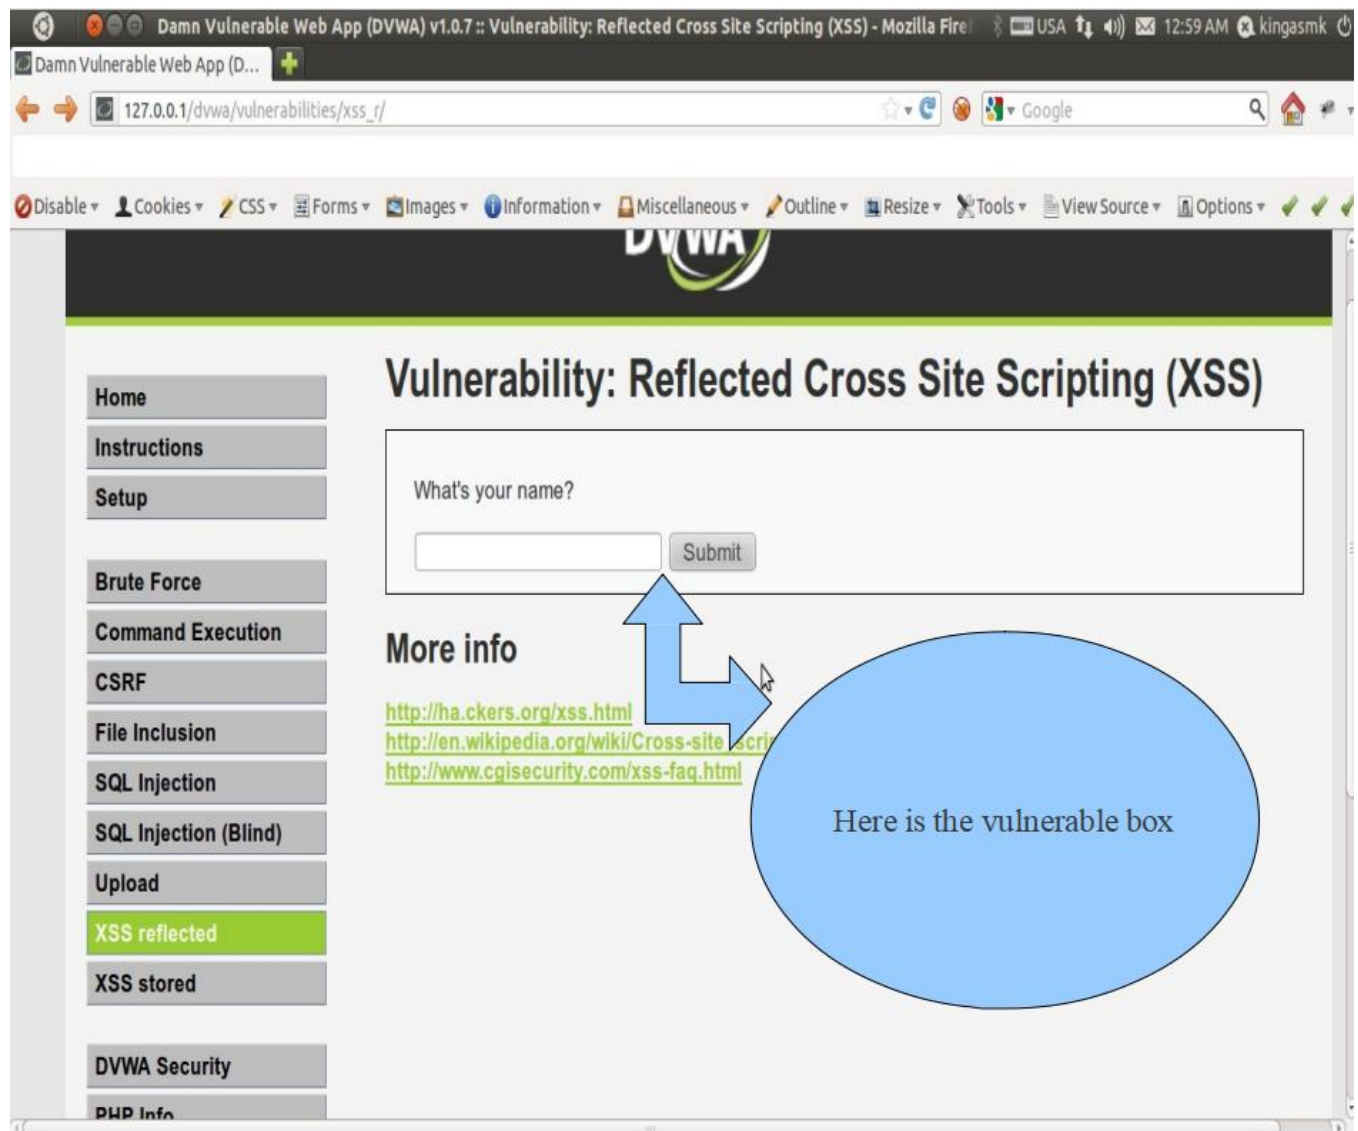 Damn Vulnerable Web App (DVWA) v1.0.7 :: Vulnerability: Reflected Cross Site Scripting (XSS) - Mozilla Firef USA 12:59 AM kingasmk
Damn Vulnerable Web App (D...
127.0.0.1/dvwa/vulnerabilities/xss_r/ Google
Disable Cookies CSS Forms Images Information Miscellaneous Outline Resize Tools View Source Options
DVWA
Home
Instructions
Setup
Brute Force
Command Execution
CSRF
File Inclusion
SQL Injection
SQL Injection (Blind)
Upload
XSS reflected
XSS stored
DVWA Security
PHP Info
Vulnerability: Reflected Cross Site Scripting (XSS)
What's your name?
Submit
More info
http://ha.ckers.org/xss.html
http://en.wikipedia.org/wiki/Cross-site_scrip
http://www.cgisecurity.com/xss-faq.html
Here is the vulnerable box